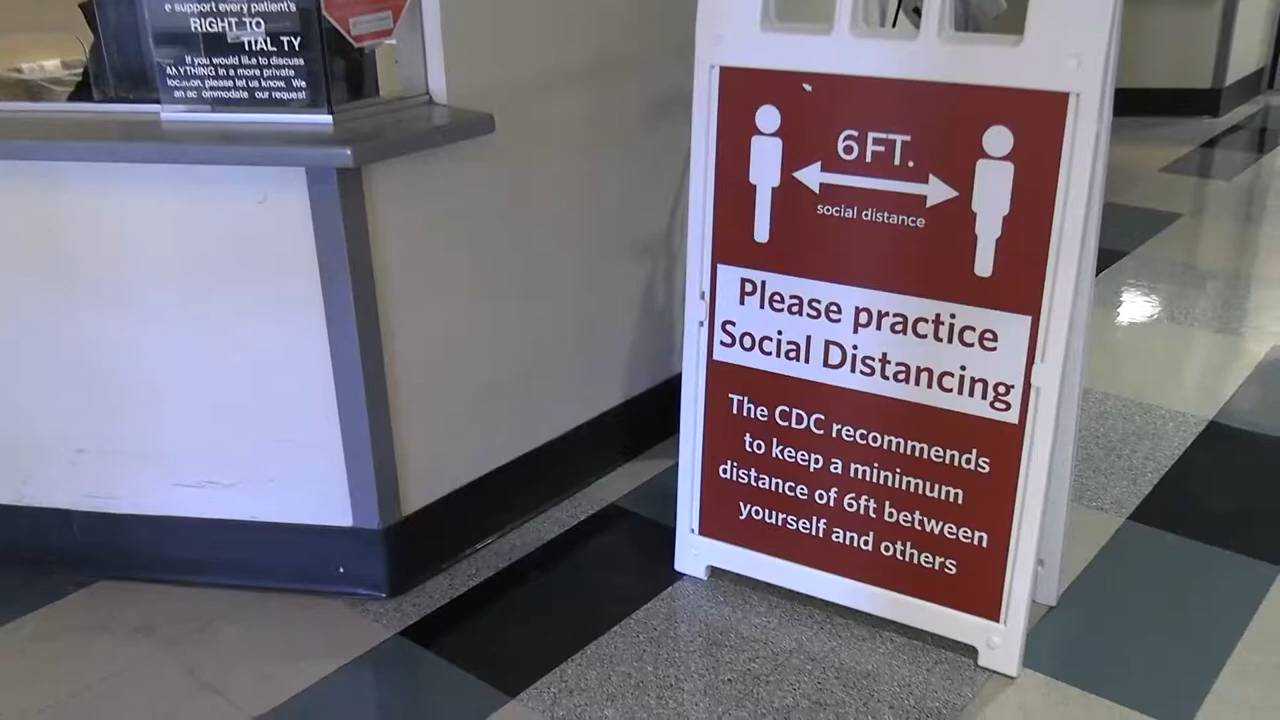 e support every patient's
RIGHT TO
TIAL TY
If you would like to discuss
ANYTHING in a more private
location, please let us know. We
an ac ommodate our request
6 FT.
social distance
Please practice
Social Distancing
The CDC recommends
to keep a minimum
distance of 6ft between
yourself and others